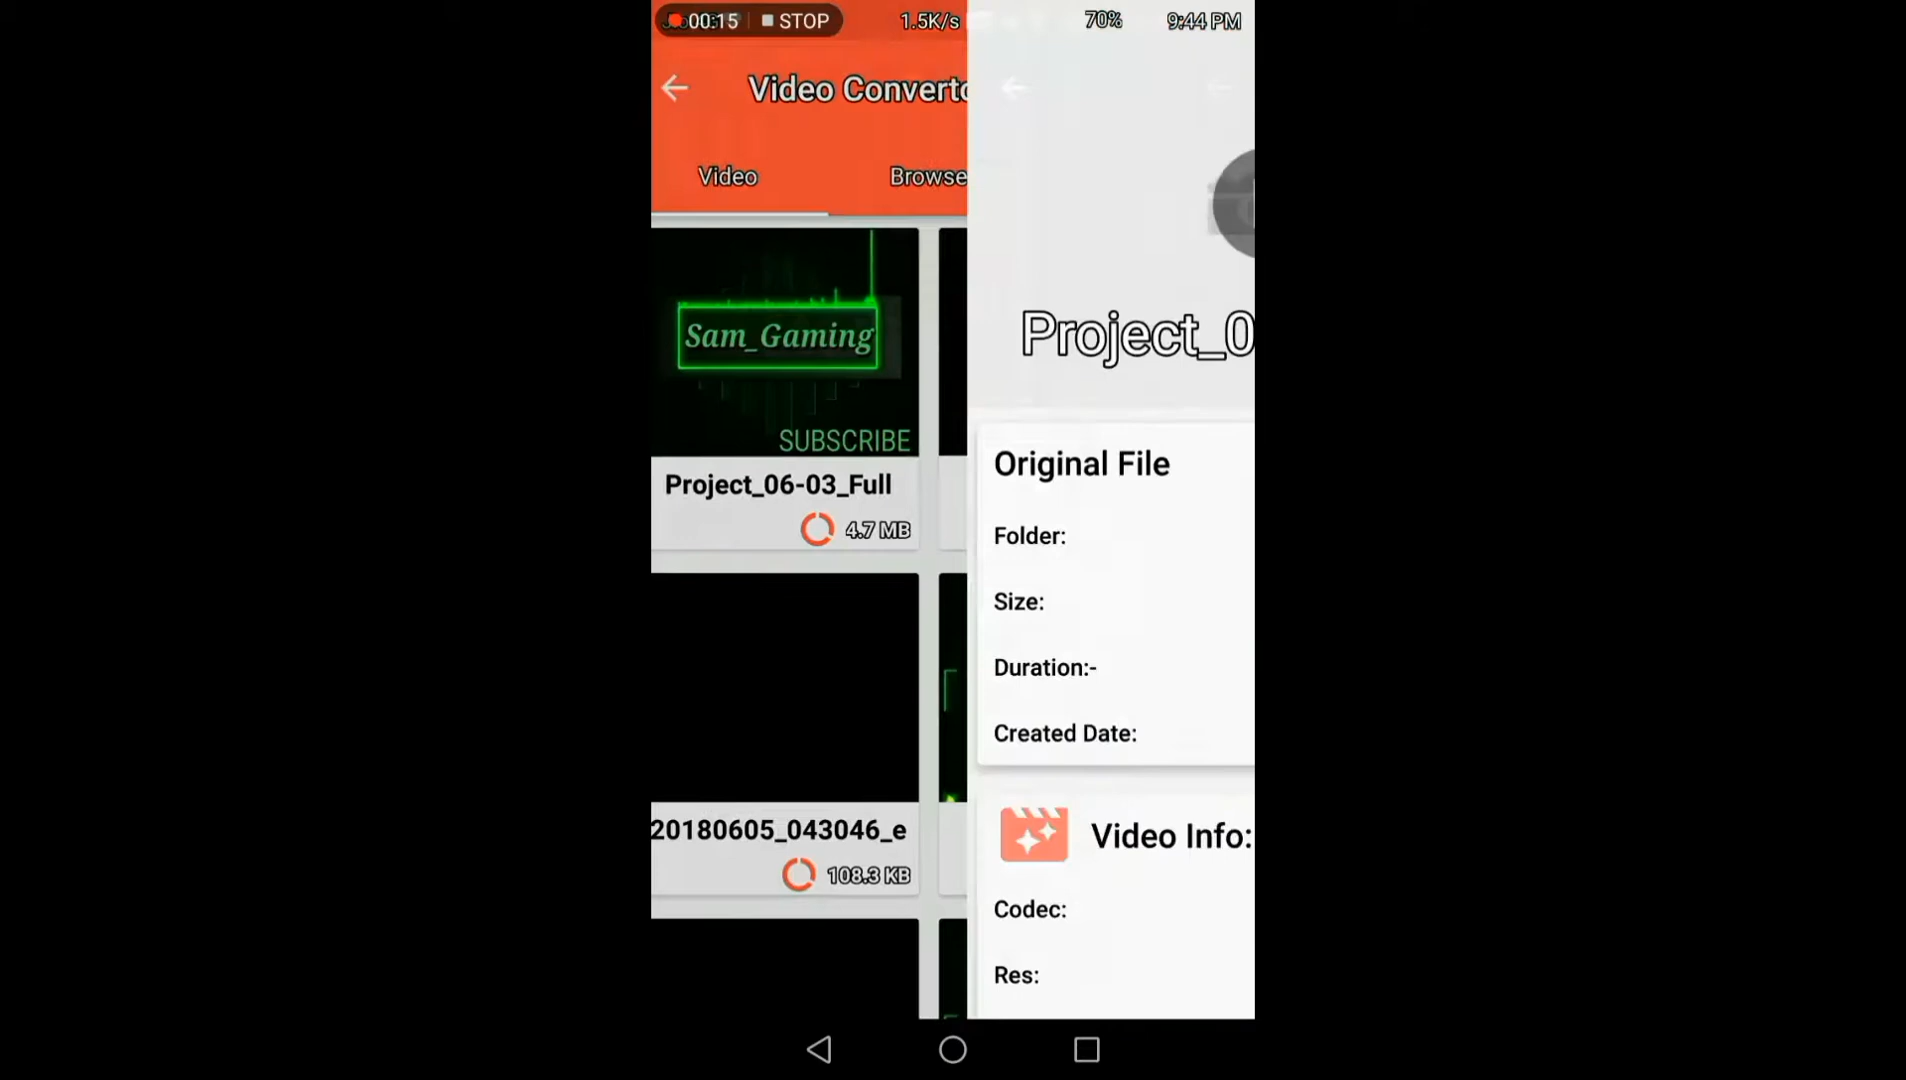 00:15 STOP 1.5K/s 70% 9:44 PM
Video Converto
Video Browse
Sam_Gaming
SUBSCRIBE
Project_06-03_Full
4.7 MB
20180605_043046_e
108.3 KB
Project_0
Original File
Folder:
Size:
Duration:-
Created Date:
Video Info:
Codec:
Res: